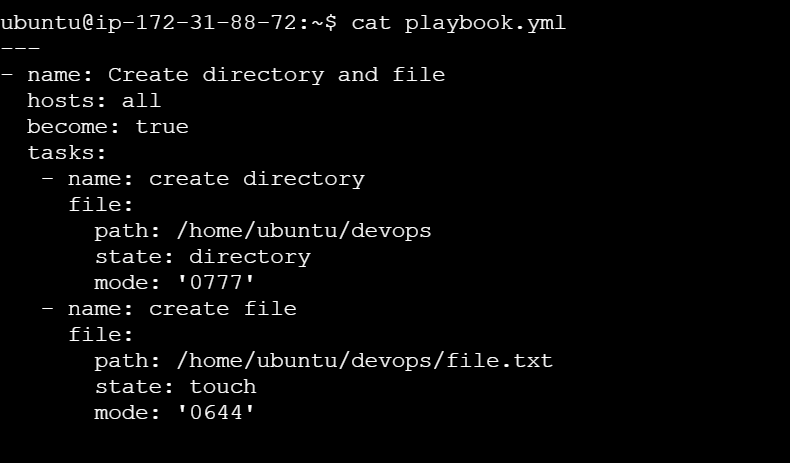 ubuntu@ip-172-31-88-72:~$ cat playbook.yml
---
- name: Create directory and file
  hosts: all
  become: true
  tasks:
   - name: create directory
     file:
       path: /home/ubuntu/devops
       state: directory
       mode: '0777'
   - name: create file
     file:
       path: /home/ubuntu/devops/file.txt
       state: touch
       mode: '0644'